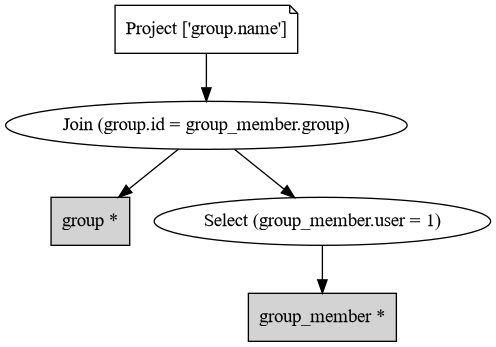 Project ['group.name']
Join (group.id = group_member.group)
group *
Select (group_member.user = 1)
group_member *